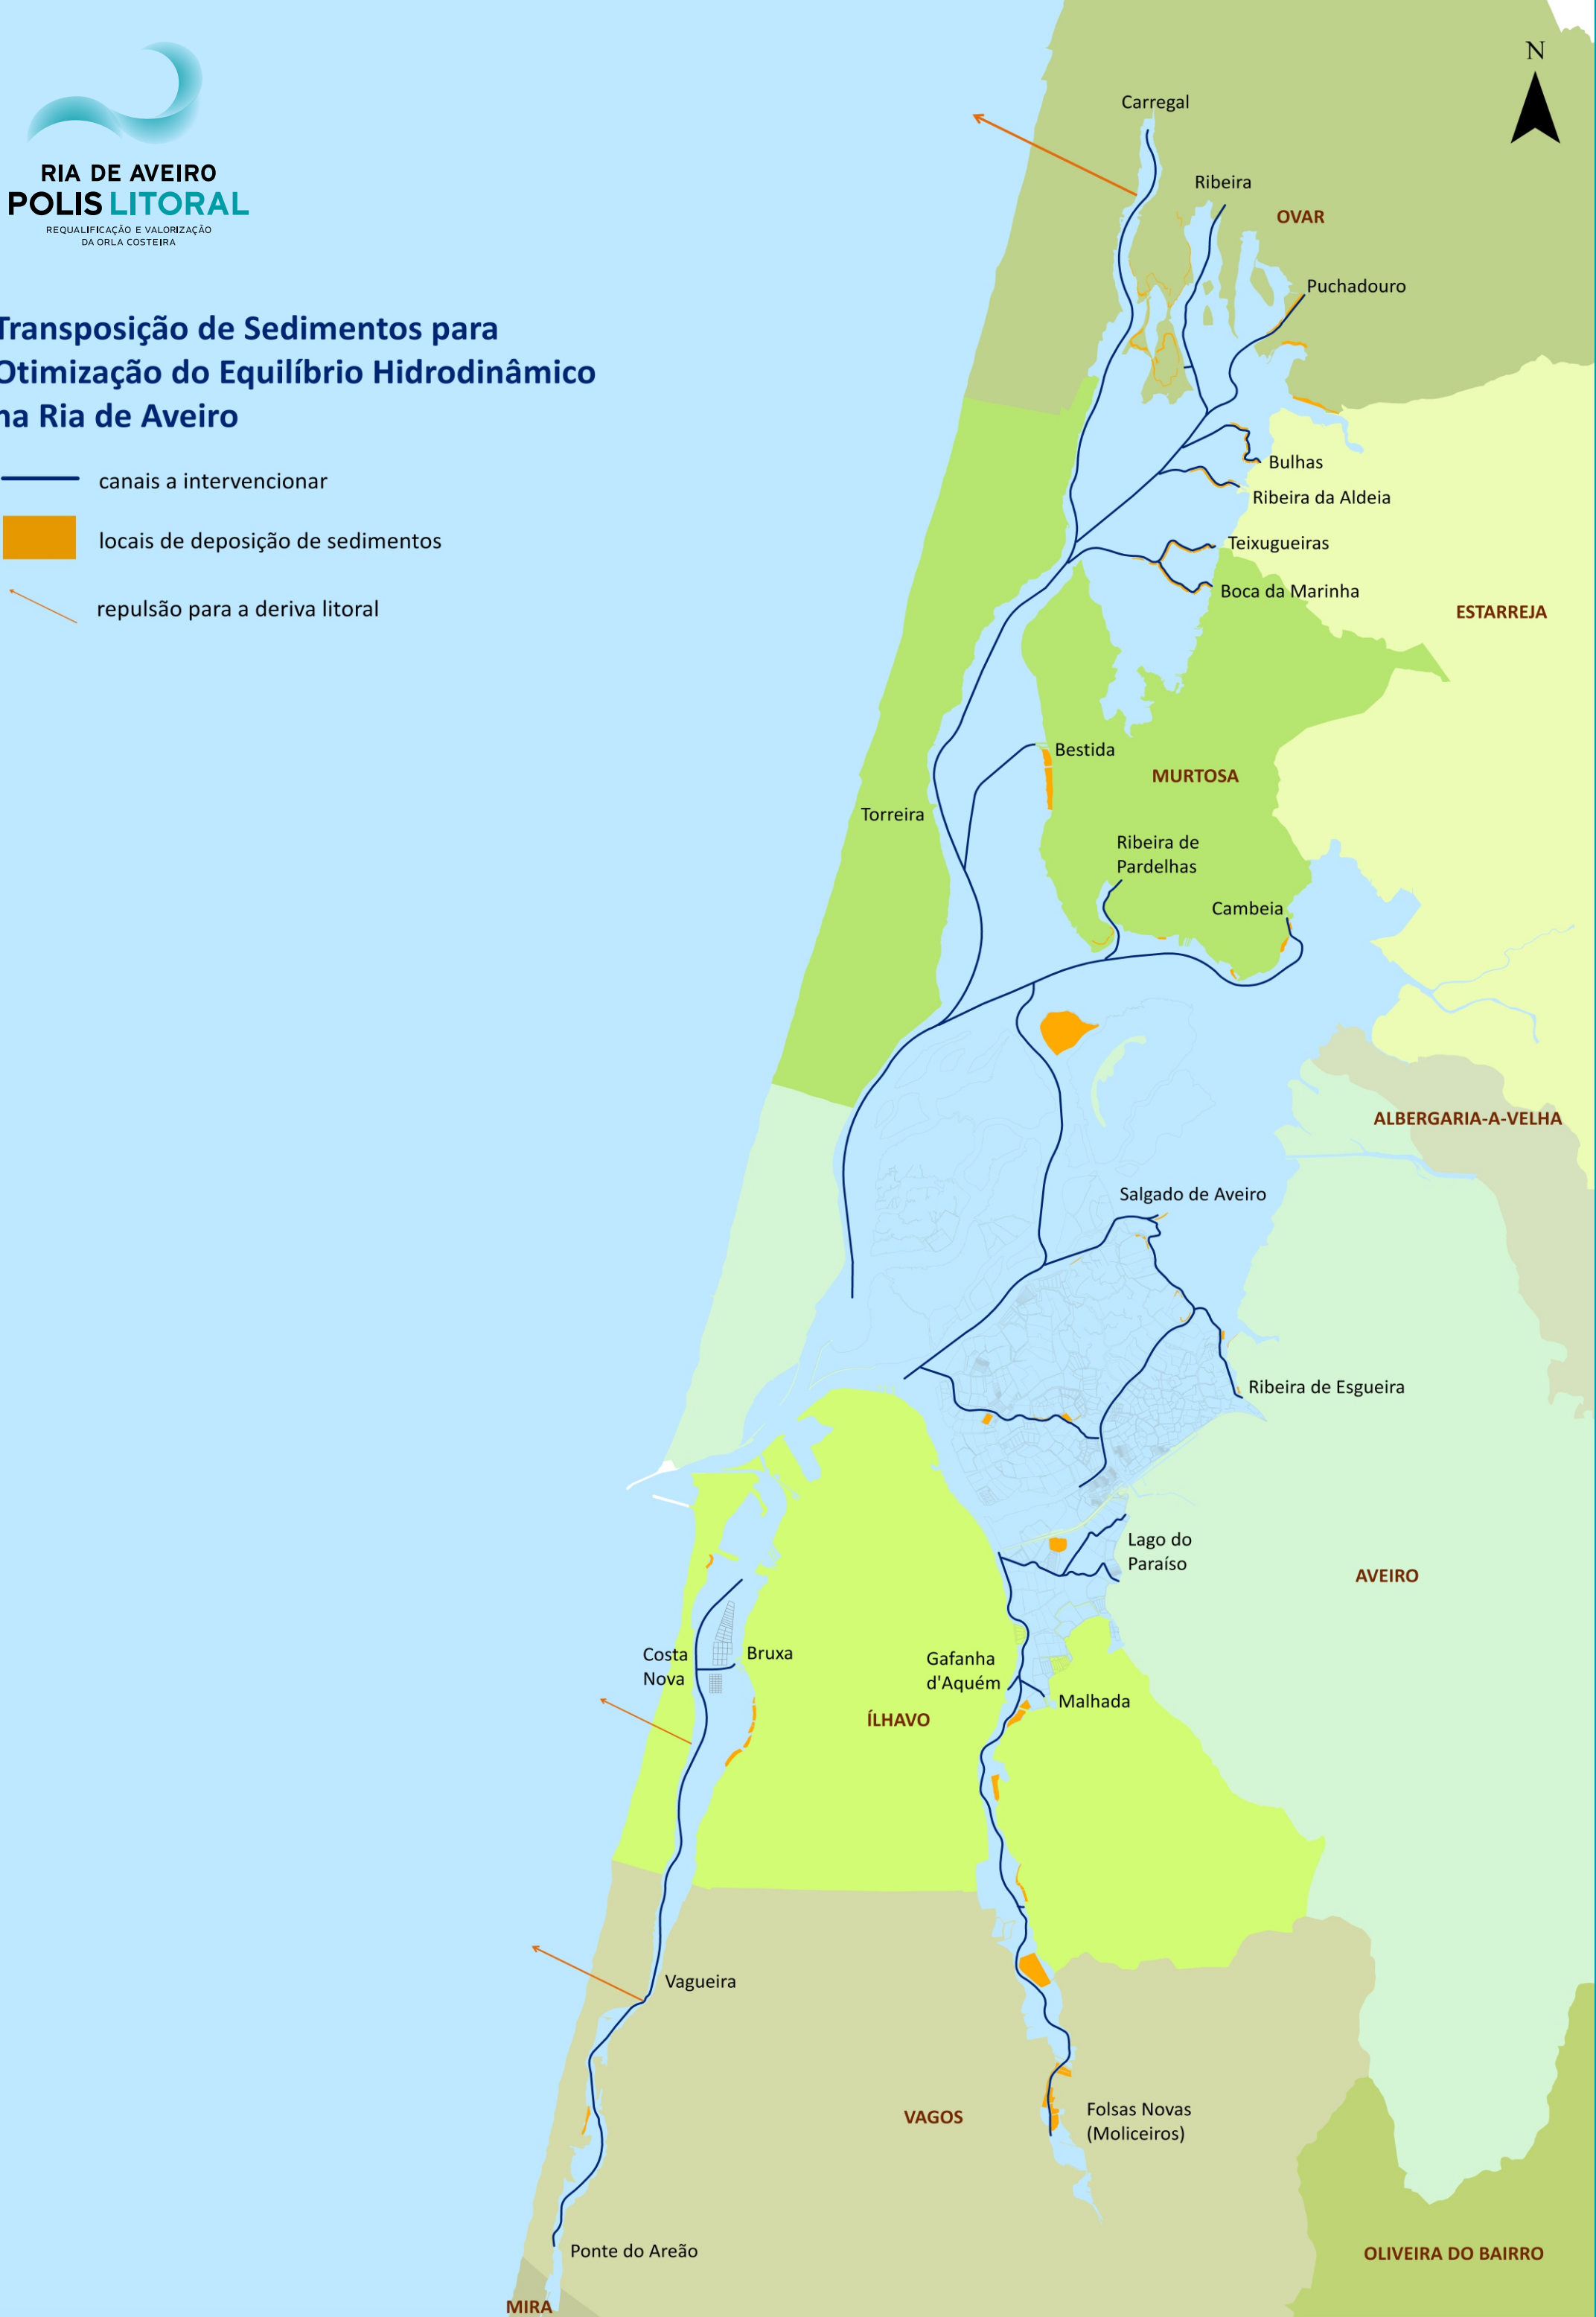 RIA DE AVEIRO
POLIS LITORAL
REQUALIFICAÇÃO E VALORIZAÇÃO
DA ORLA COSTEIRA
Transposição de Sedimentos para
Otimização do Equilíbrio Hidrodinâmico
na Ria de Aveiro
canais a intervencionar
locais de deposição de sedimentos
repulsão para a deriva litoral
N
Carregal
Ribeira
OVAR
Puchadouro
Bulhas
Ribeira da Aldeia
Teixugueiras
Boca da Marinha
ESTARREJA
Bestida
MURTOSA
Torreira
Ribeira de
Pardelhas
Cambeia
ALBERGARIA-A-VELHA
Salgado de Aveiro
Ribeira de Esgueira
Lago do
Paraíso
AVEIRO
Costa
Nova
Bruxa
Gafanha
d'Aquém
Malhada
ÍLHAVO
Vagueira
VAGOS
Folsas Novas
(Moliceiros)
Ponte do Areão
OLIVEIRA DO BAIRRO
MIRA